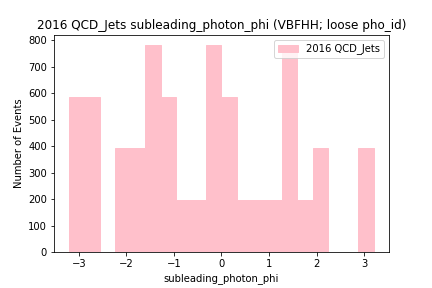 2016 QCD_Jets subleading_photon_phi (VBFHH; loose pho_id)
2016 QCD_Jets
Number of Events
800
700
600
500
400
300
200
100
0
−3 −2 −1 0 1 2 3
subleading_photon_phi